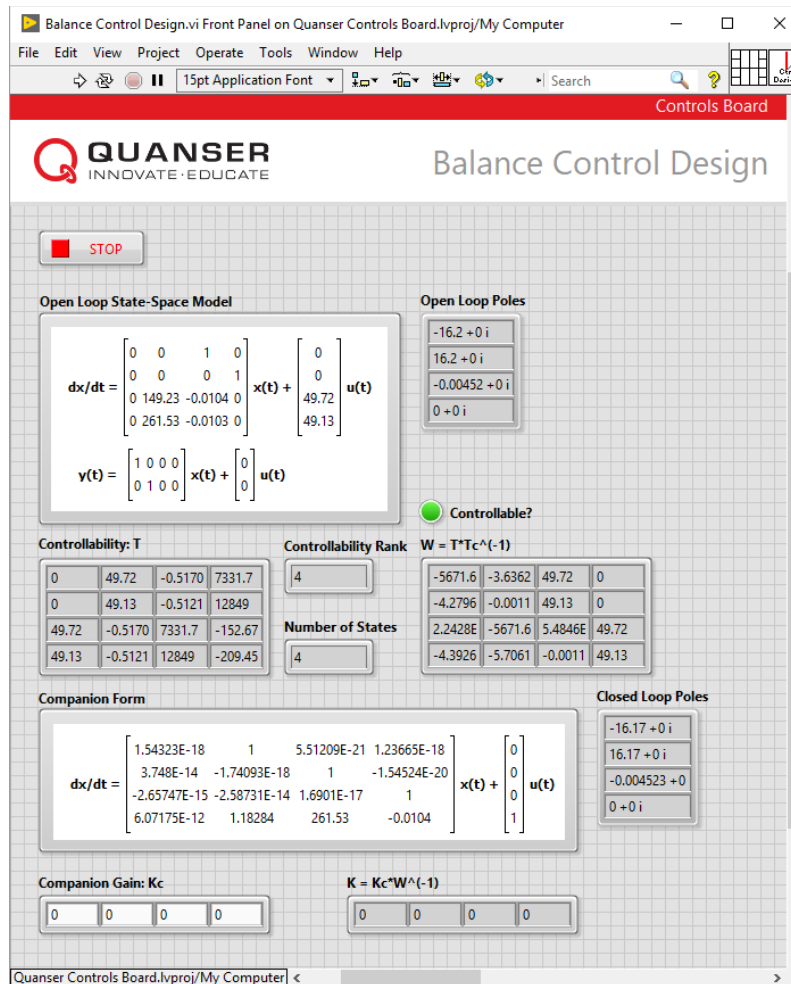 Balance Control Design.vi Front Panel on Quanser Controls Board.lvproj/My Computer
File Edit View Project Operate Tools Window Help
15pt Application Font Search
Controls Board
QUANSER
INNOVATE·EDUCATE
Balance Control Design
STOP
Open Loop State-Space Model
dx/dt =
0 0 1 0
0 0 0 1
0 149.23 -0.0104 0
0 261.53 -0.0103 0
x(t) +
0
0
49.72
49.13
u(t)
y(t) =
1 0 0 0
0 1 0 0
x(t) +
0
0
u(t)
Open Loop Poles
-16.2 +0 i
16.2 +0 i
-0.00452 +0 i
0 +0 i
Controllable?
Controllability: T
0 49.72 -0.5170 7331.7
0 49.13 -0.5121 12849
49.72 -0.5170 7331.7 -152.67
49.13 -0.5121 12849 -209.45
Controllability Rank
4
Number of States
4
W = T*Tc^(-1)
-5671.6 -3.6362 49.72 0
-4.2796 -0.0011 49.13 0
2.2428E -5671.6 5.4846E 49.72
-4.3926 -5.7061 -0.0011 49.13
Companion Form
dx/dt =
1.54323E-18 1 5.51209E-21 1.23665E-18
3.748E-14 -1.74093E-18 1 -1.54524E-20
-2.65747E-15 -2.58731E-14 1.6901E-17 1
6.07175E-12 1.18284 261.53 -0.0104
x(t) +
0
0
0
1
u(t)
Closed Loop Poles
-16.17 +0 i
16.17 +0 i
-0.004523 +0
0 +0 i
Companion Gain: Kc
0 0 0 0
K = Kc*W^(-1)
0 0 0 0
Quanser Controls Board.lvproj/My Computer